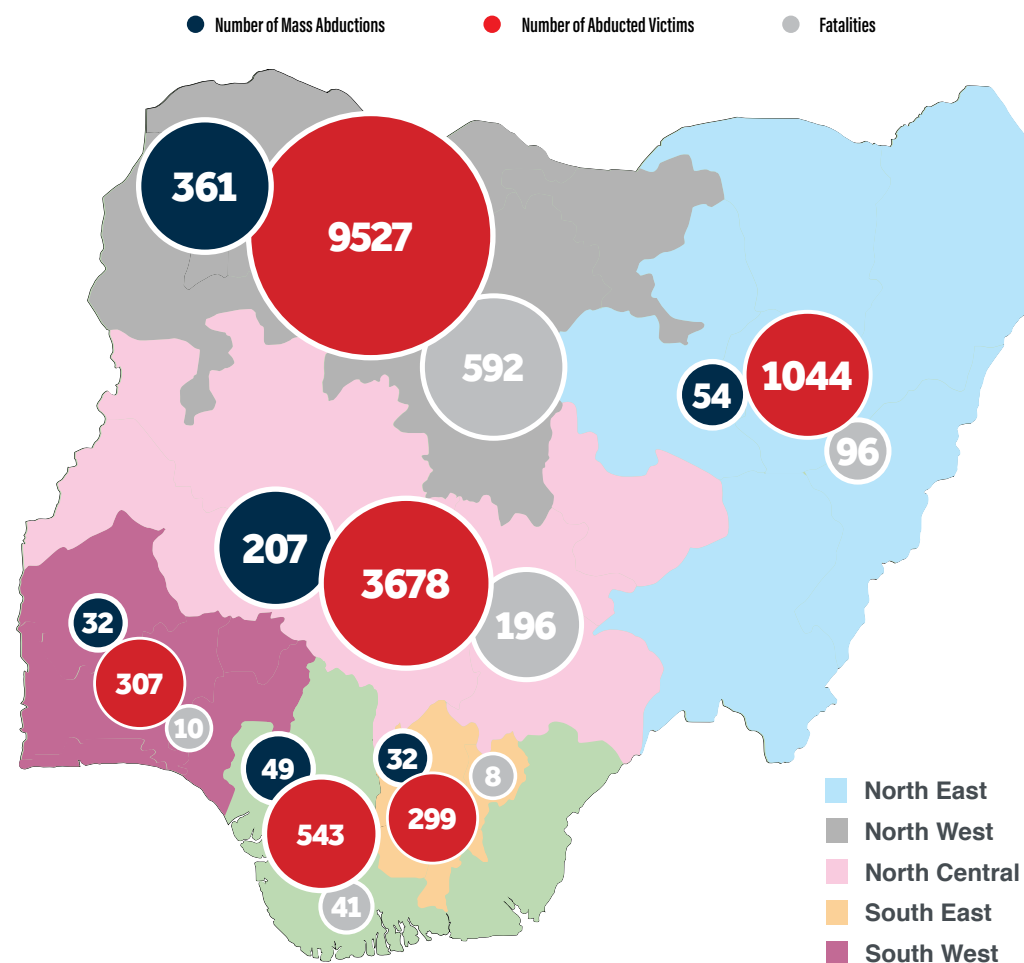 Number of Mass Abductions
Number of Abducted Victims
Fatalities
361
9527
592
54
1044
96
207
3678
196
32
307
10
49
543
41
32
299
8
North East
North West
North Central
South East
South West